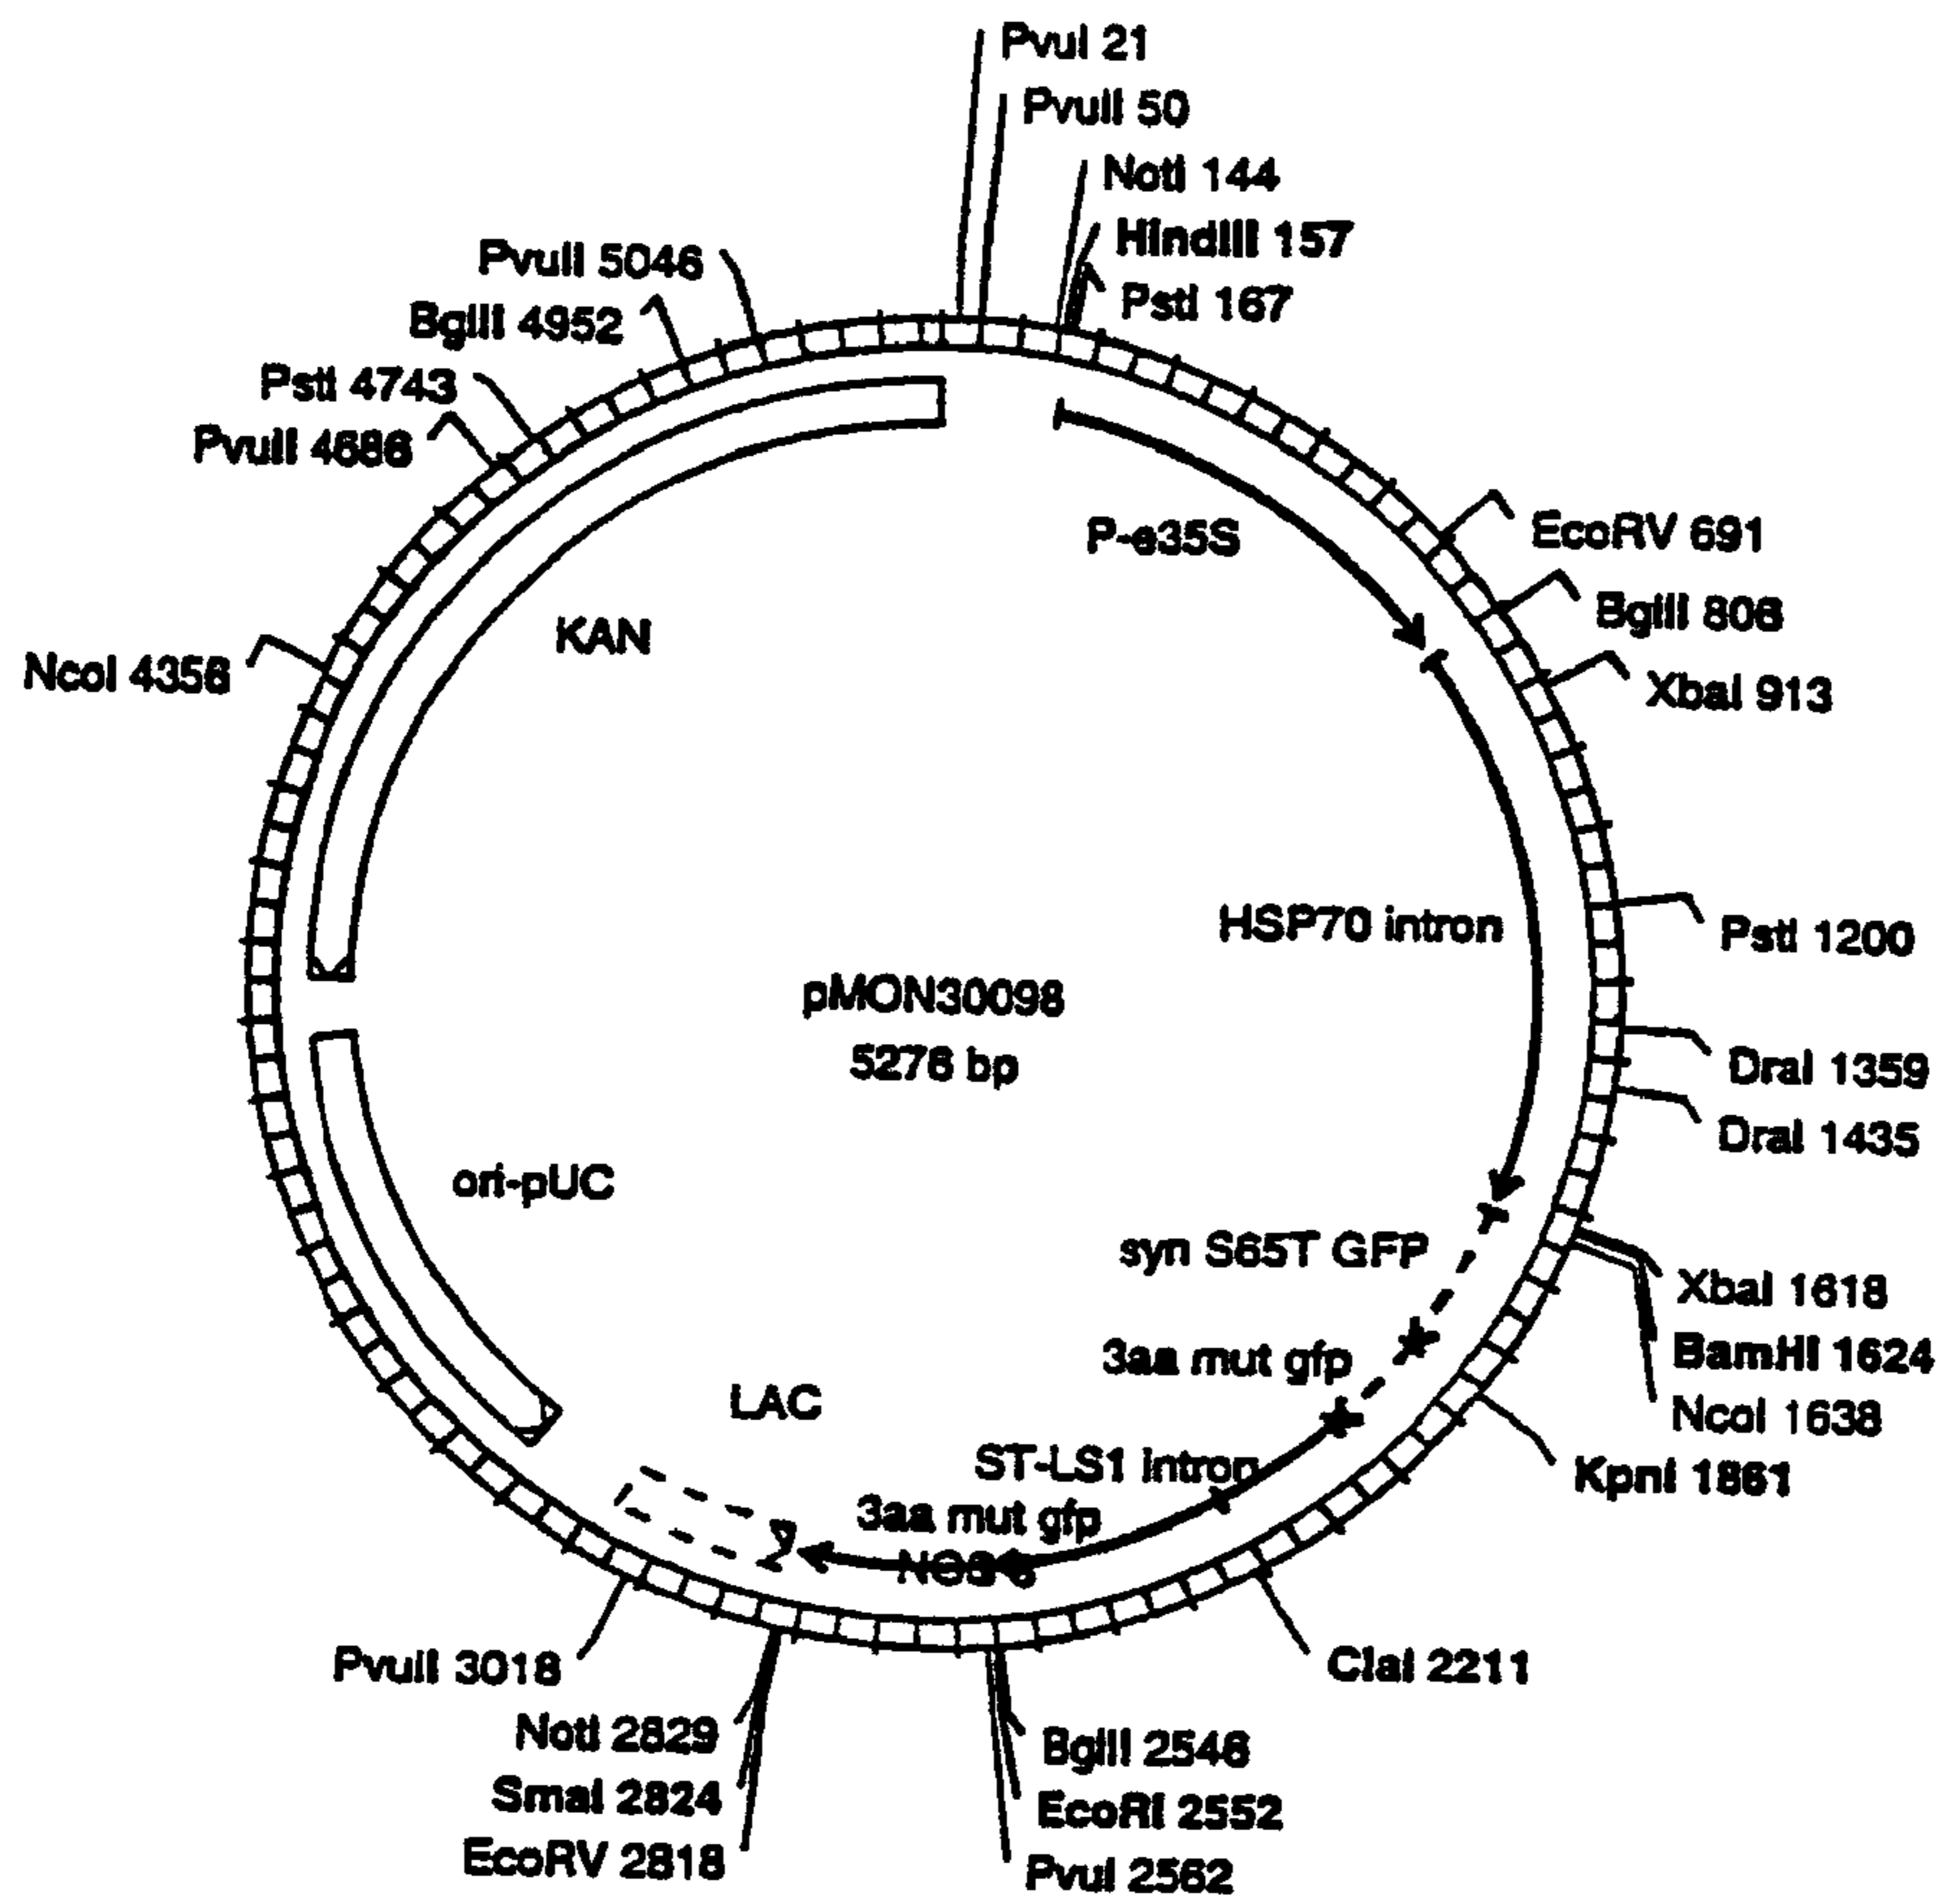 PvuI 21
PvuII 50
NotI 144
HindIII 157
PstI 167
PvuII 5046
BglII 4952
PstI 4743
PvuII 4686
NcoI 4356
EcoRV 691
BglII 806
XbaI 913
PstI 1200
DraI 1359
DraI 1435
XbaI 1618
BamHI 1624
NcoI 1638
KpnI 1861
ClaI 2211
BglII 2546
EcoRI 2552
PvuI 2562
EcoRV 2818
SmaI 2824
NotI 2829
PvuII 3018
P-e35S
KAN
HSP70 intron
pMON30098
5276 bp
ori-pUC
syn S65T GFP
3aa mut gfp
LAC
ST-LS1 intron
3aa mut gfp
NOS 3